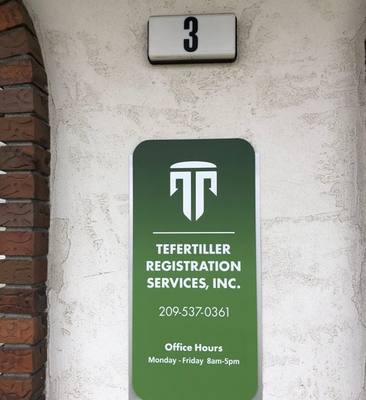 3
TEFERTILLER
REGISTRATION
SERVICES, INC.
209-537-0361
Office Hours
Monday - Friday 8am-5pm